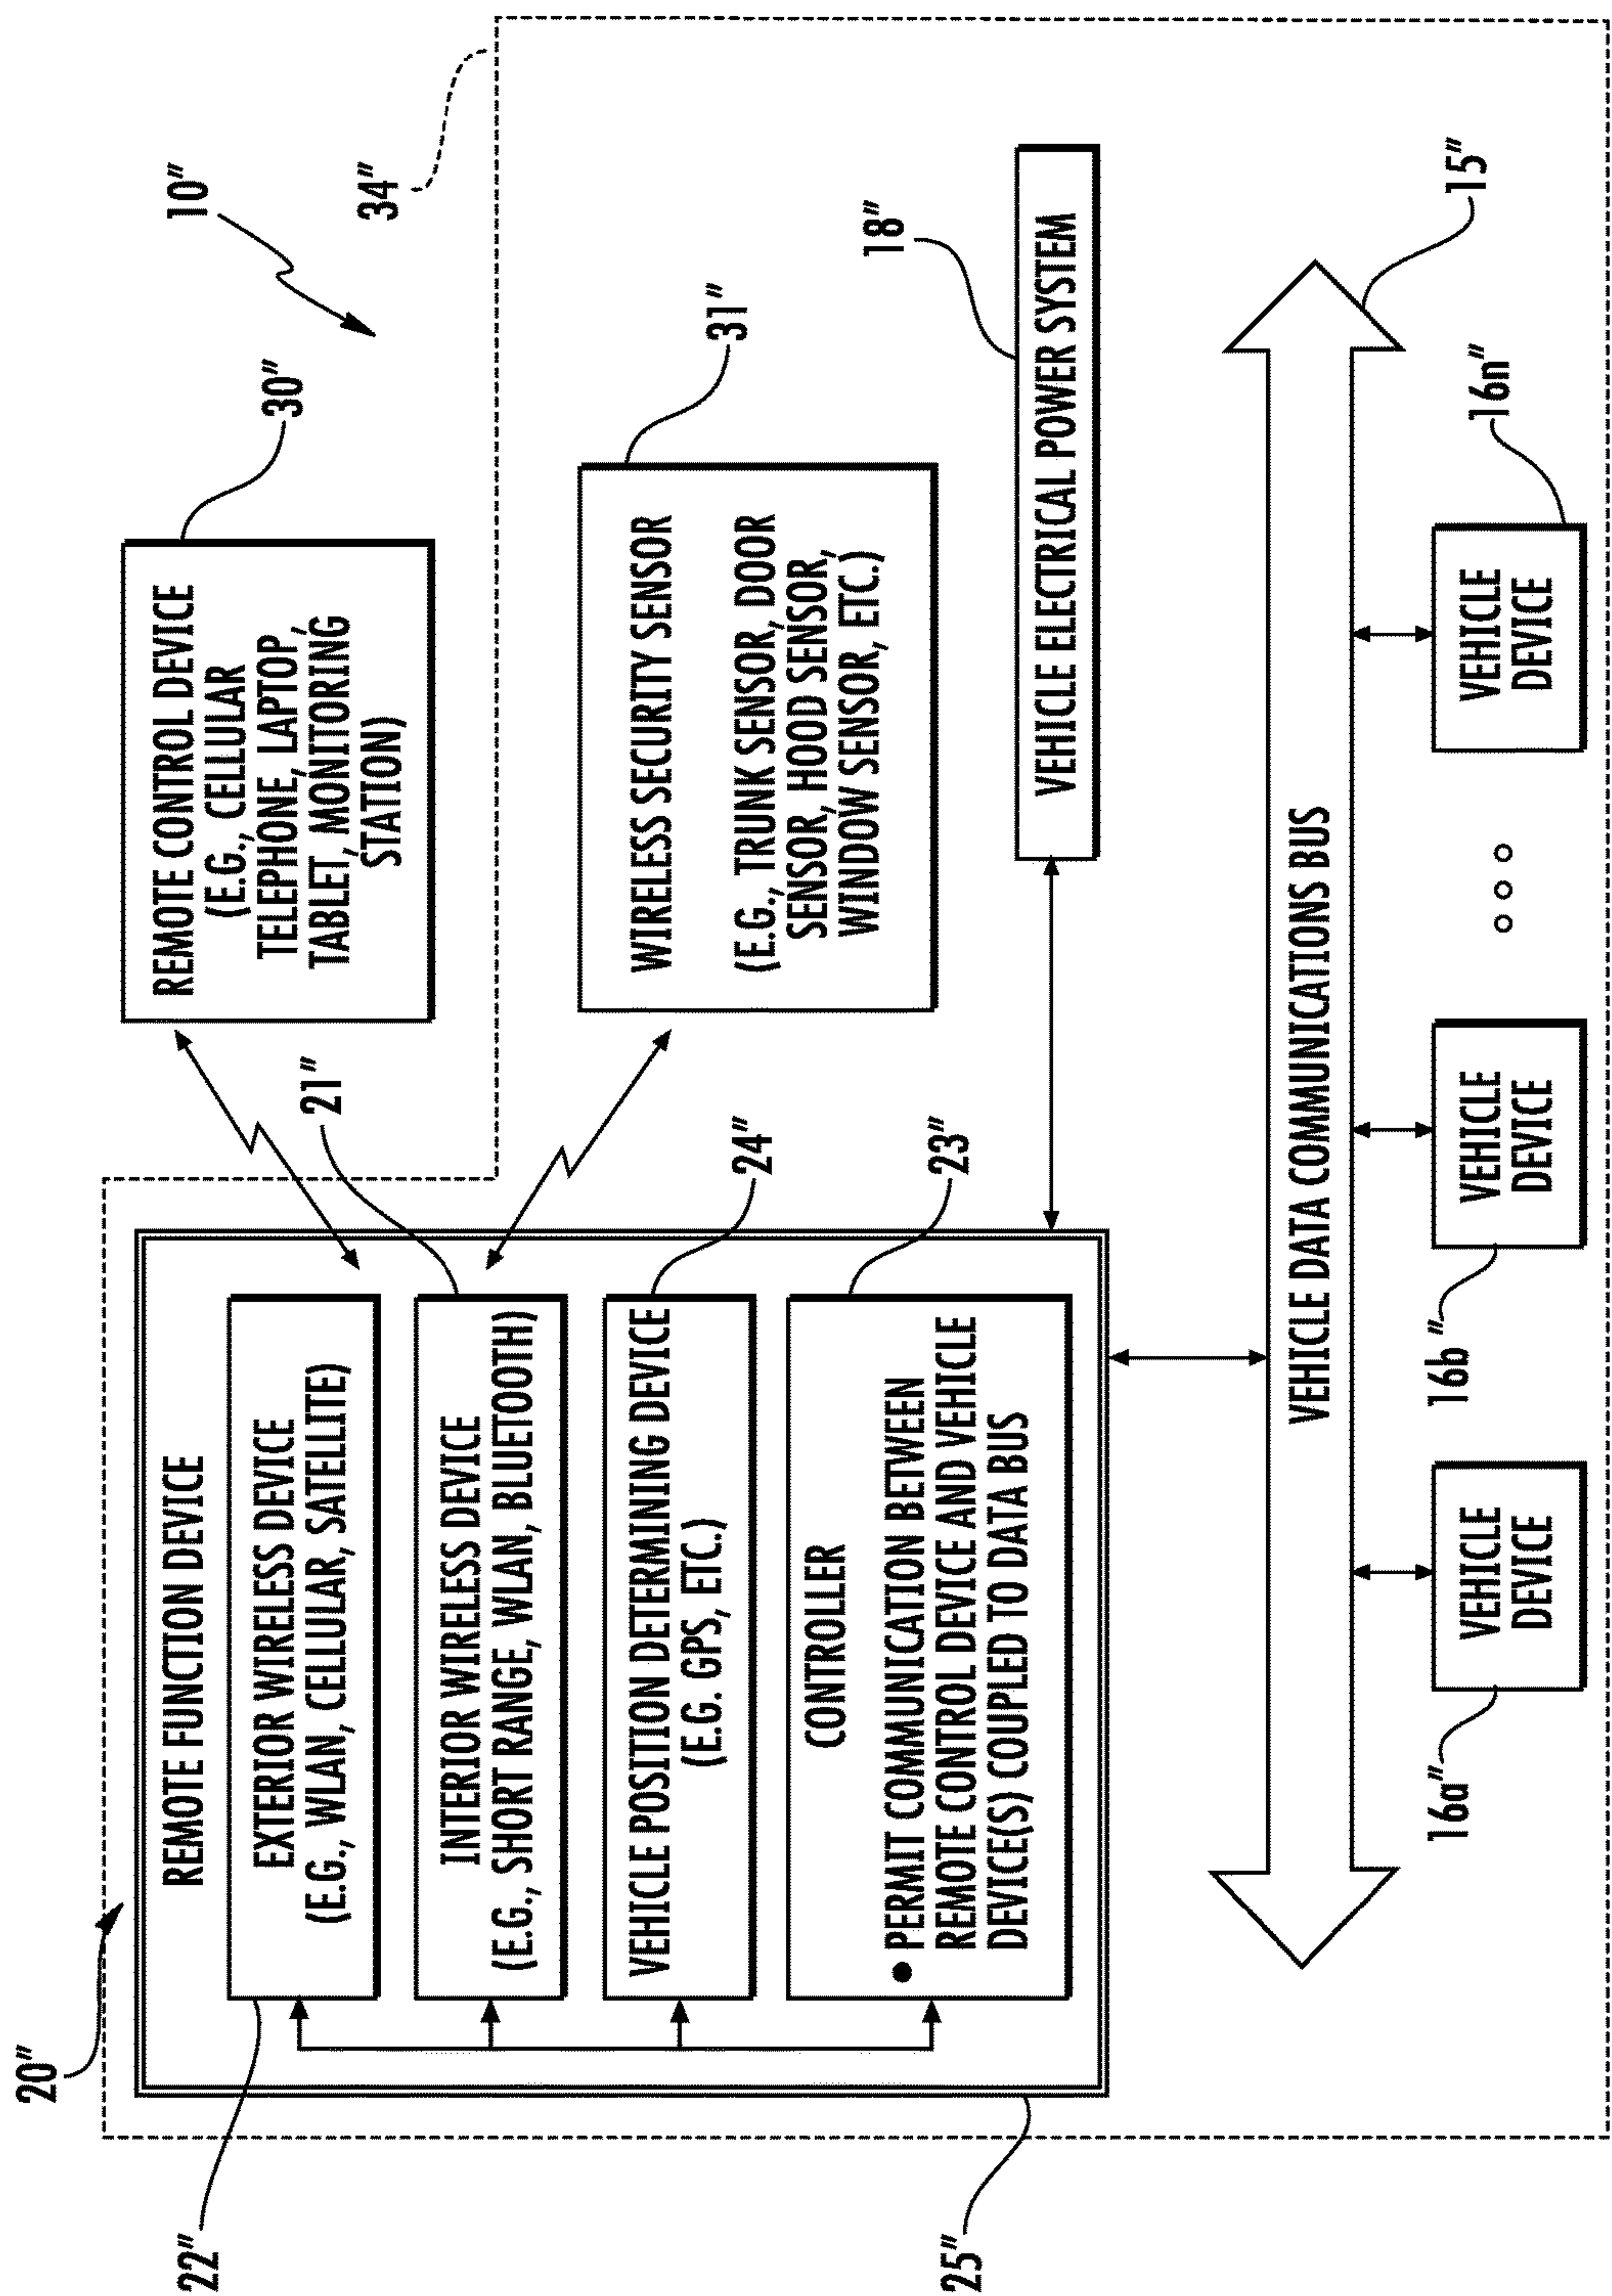 10″
34″
20″
REMOTE FUNCTION DEVICE
22″
EXTERIOR WIRELESS DEVICE
(E.G., WLAN, CELLULAR, SATELLITE)
21″
INTERIOR WIRELESS DEVICE
(E.G., SHORT RANGE, WLAN, BLUETOOTH)
24″
VEHICLE POSITION DETERMINING DEVICE
(E.G. GPS, ETC.)
23″
CONTROLLER
● PERMIT COMMUNICATION BETWEEN
REMOTE CONTROL DEVICE AND VEHICLE
DEVICE(S) COUPLED TO DATA BUS
25″
30″
REMOTE CONTROL DEVICE
(E.G., CELLULAR
TELEPHONE, LAPTOP,
TABLET, MONITORING
STATION)
31″
WIRELESS SECURITY SENSOR
(E.G., TRUNK SENSOR, DOOR
SENSOR, HOOD SENSOR,
WINDOW SENSOR, ETC.)
18″
VEHICLE ELECTRICAL POWER SYSTEM
15″
VEHICLE DATA COMMUNICATIONS BUS
16a″
VEHICLE
DEVICE
16b″
VEHICLE
DEVICE
16n″
VEHICLE
DEVICE